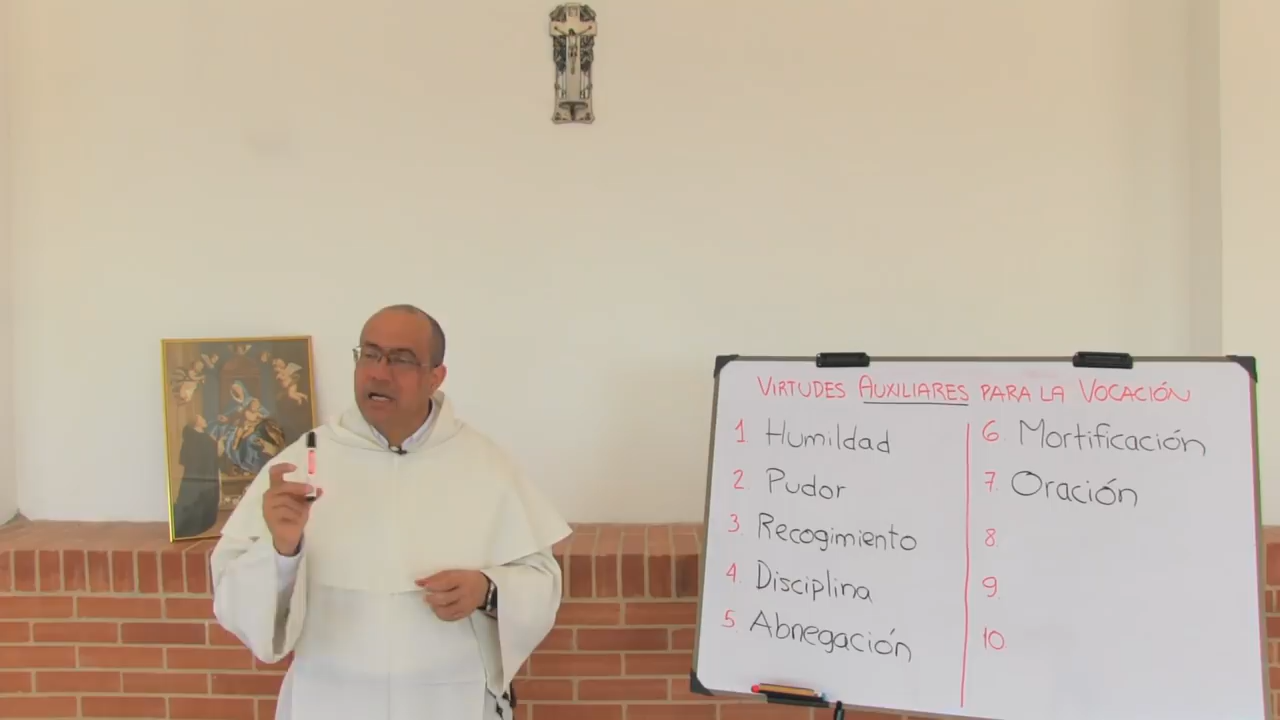 VIRTUDES AUXILIARES PARA LA VOCACIÓN
1 Humildad
2. Pudor
3. Recogimiento
4. Disciplina
5. Abnegación
6. Mortificación
7. Oración
8.
9.
10.